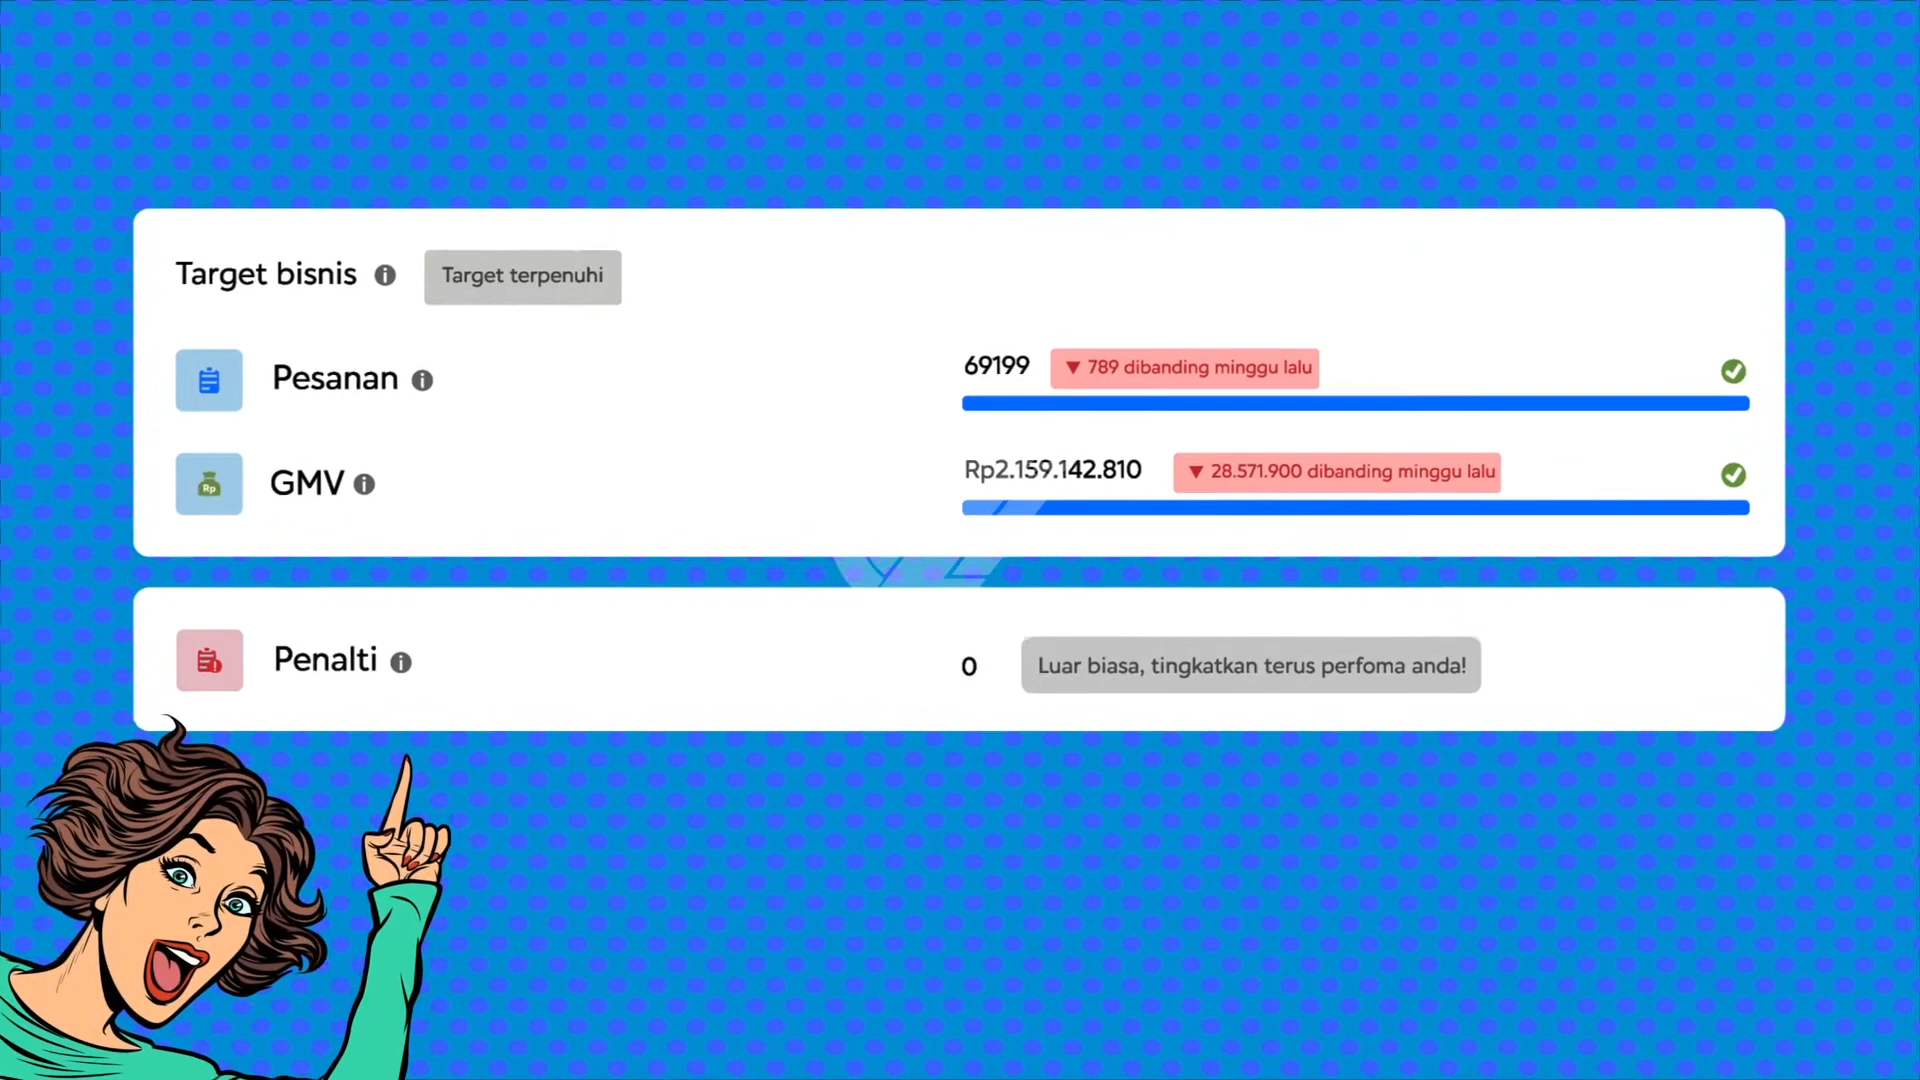 Target bisnis Target terpenuhi
Pesanan 69199 ▼ 789 dibanding minggu lalu
GMV Rp2.159.142.810 ▼ 28.571.900 dibanding minggu lalu
Rp
Penalti 0 Luar biasa, tingkatkan terus perfoma anda!